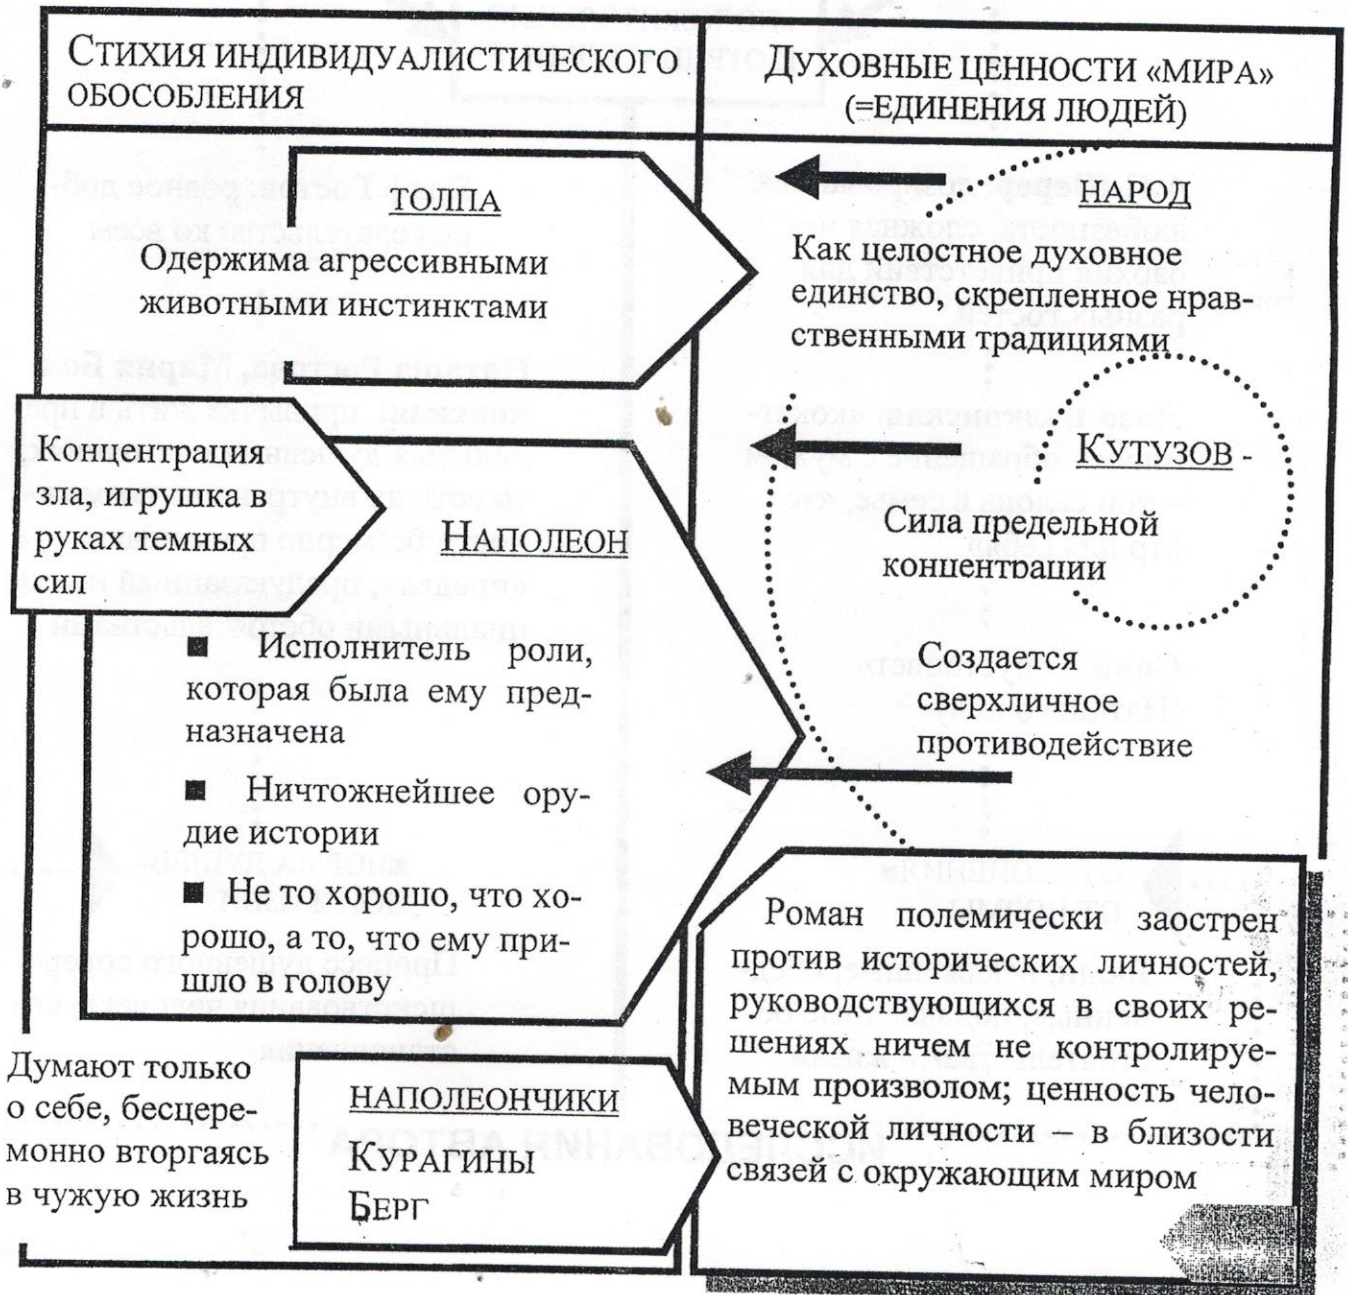 СТИХИЯ ИНДИВИДУАЛИСТИЧЕСКОГО
ОБОСОБЛЕНИЯ
ДУХОВНЫЕ ЦЕННОСТИ «МИРА»
(=ЕДИНЕНИЯ ЛЮДЕЙ)
ТОЛПА
Одержима агрессивными
животными инстинктами
НАРОД
Как целостное духовное
единство, скрепленное нрав-
ственными традициями
Концентрация
зла, игрушка в
руках темных
сил
НАПОЛЕОН
КУТУЗОВ
Сила предельной
концентрации
■ Исполнитель роли,
которая была ему пред-
назначена
■ Ничтожнейшее ору-
дие истории
■ Не то хорошо, что хо-
рошо, а то, что ему при-
шло в голову
Создается
сверхличное
противодействие
Думают только
о себе, бесцере-
монно вторгаясь
в чужую жизнь
НАПОЛЕОНЧИКИ
КУРАГИНЫ
БЕРГ
Роман полемически заострен
против исторических личностей,
руководствующихся в своих ре-
шениях ничем не контролируе-
мым произволом; ценность чело-
веческой личности – в близости
связей с окружающим миром